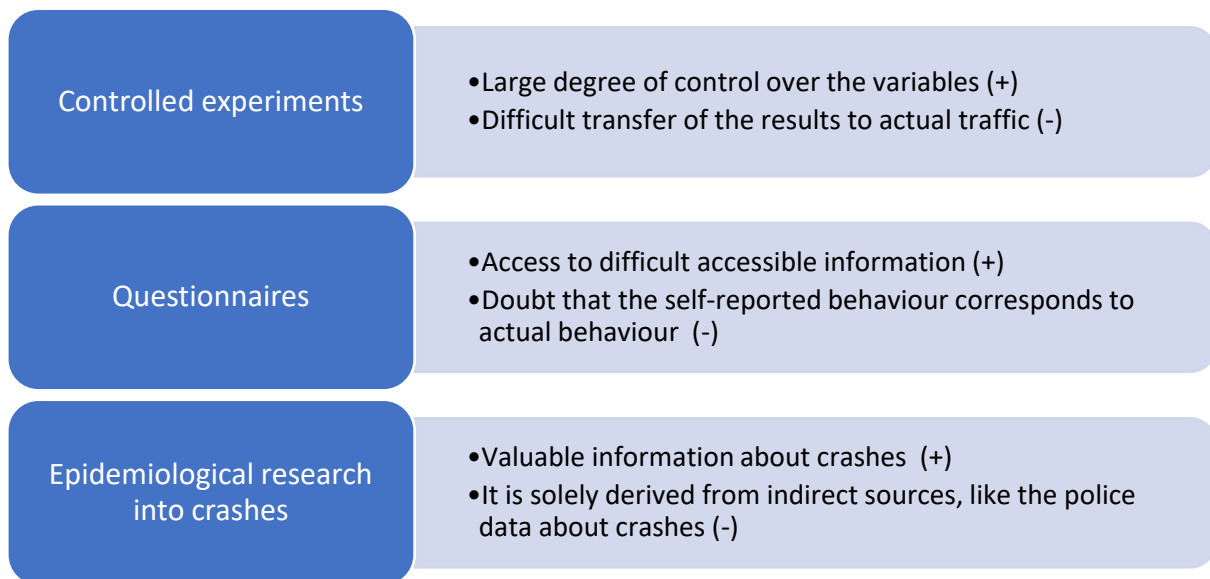 Controlled experiments
•Large degree of control over the variables (+)
•Difficult transfer of the results to actual traffic (-)
Questionnaires
•Access to difficult accessible information (+)
•Doubt that the self-reported behaviour corresponds to
actual behaviour  (-)
Epidemiological research
into crashes
•Valuable information about crashes  (+)
•It is solely derived from indirect sources, like the police
data about crashes (-)